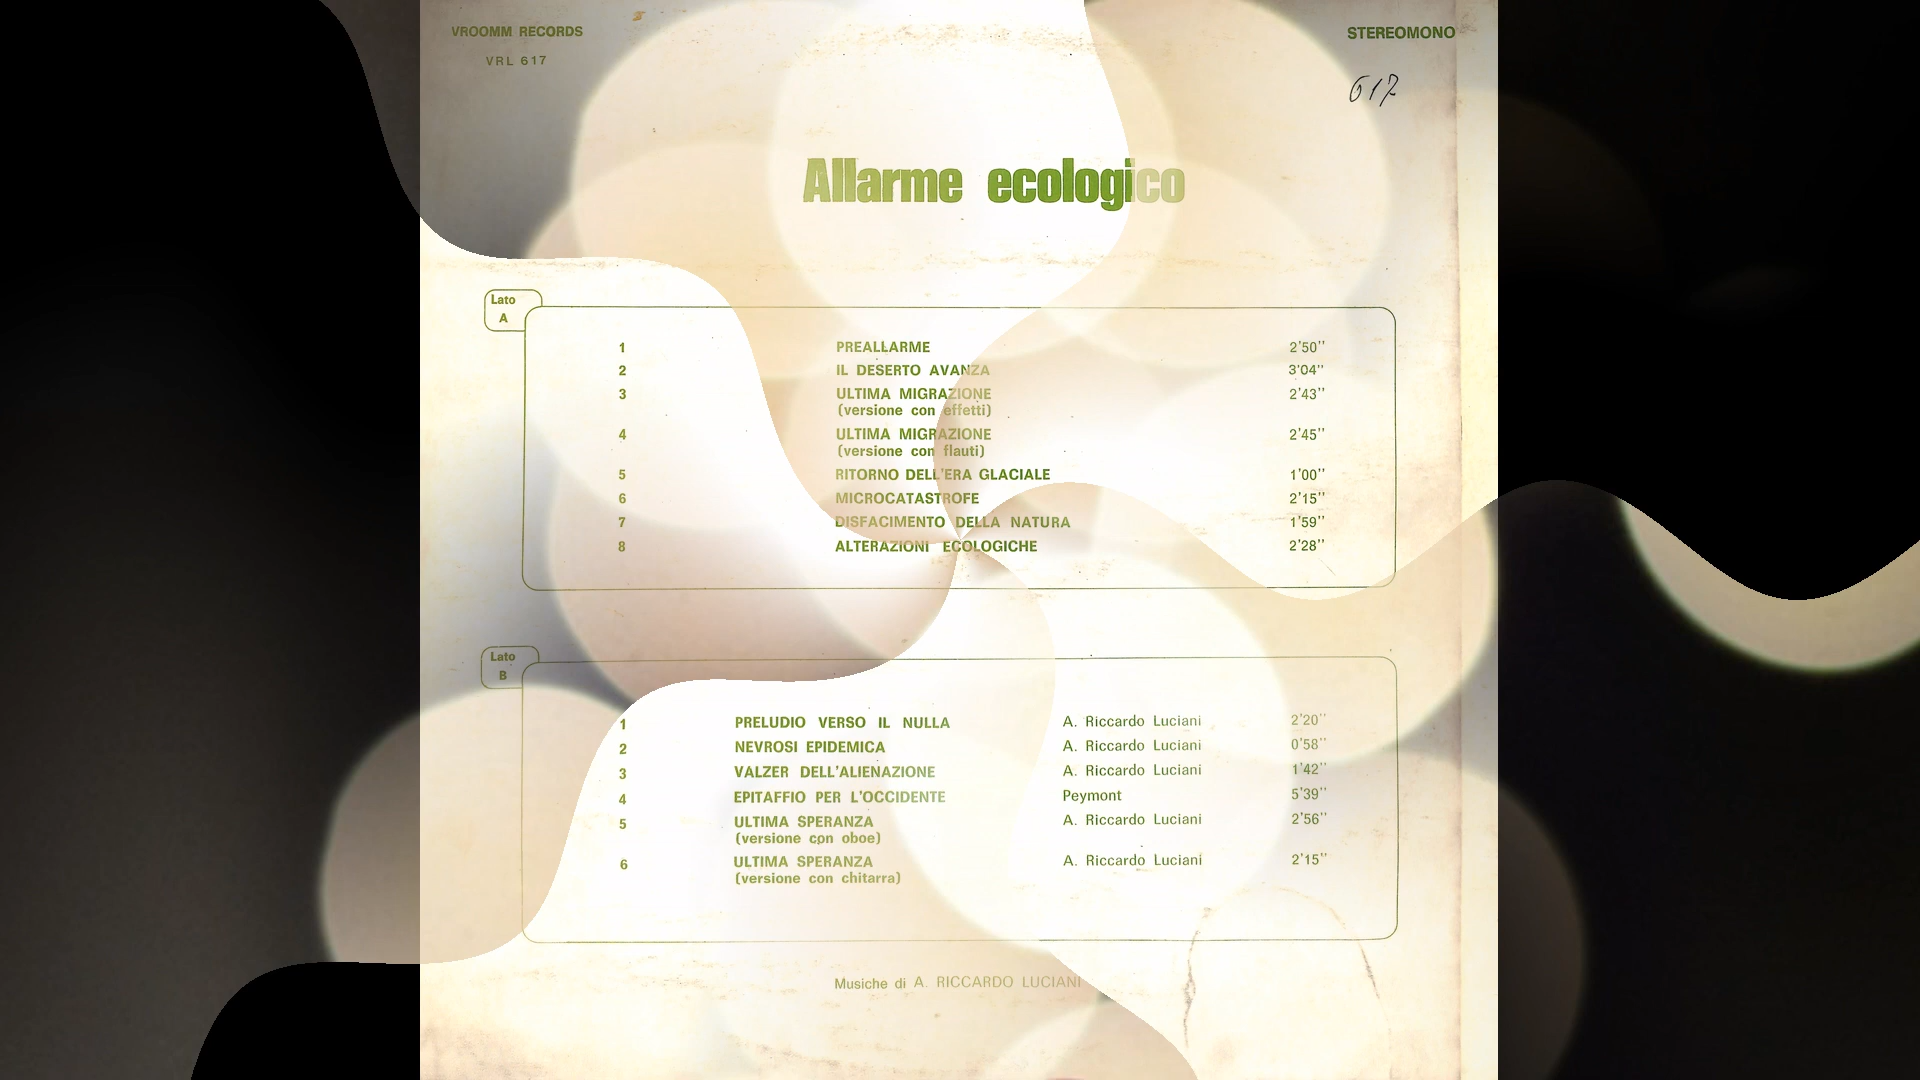 VROOMM RECORDS
STEREOMONO
VRL 617
617
Allarme ecologico
Lato
A
1 PREALLARME 2'50''
2 IL DESERTO AVANZA 3'04''
3 ULTIMA MIGRAZIONE 2'43''
(versione con effetti)
4 ULTIMA MIGRAZIONE 2'45''
(versione con flauti)
5 RITORNO DELL'ERA GLACIALE 1'00''
6 MICROCATASTROFE 2'15''
7 DISFACIMENTO DELLA NATURA 1'59''
8 ALTERAZIONI ECOLOGICHE 2'28''
Lato
B
1 PRELUDIO VERSO IL NULLA A. Riccardo Luciani 2'20''
2 NEVROSI EPIDEMICA A. Riccardo Luciani 0'58''
3 VALZER DELL'ALIENAZIONE A. Riccardo Luciani 1'42''
4 EPITAFFIO PER L'OCCIDENTE Peymont 5'39''
5 ULTIMA SPERANZA A. Riccardo Luciani 2'56''
(versione con oboe)
6 ULTIMA SPERANZA A. Riccardo Luciani 2'15''
(versione con chitarra)
Musiche di A. RICCARDO LUCIANI